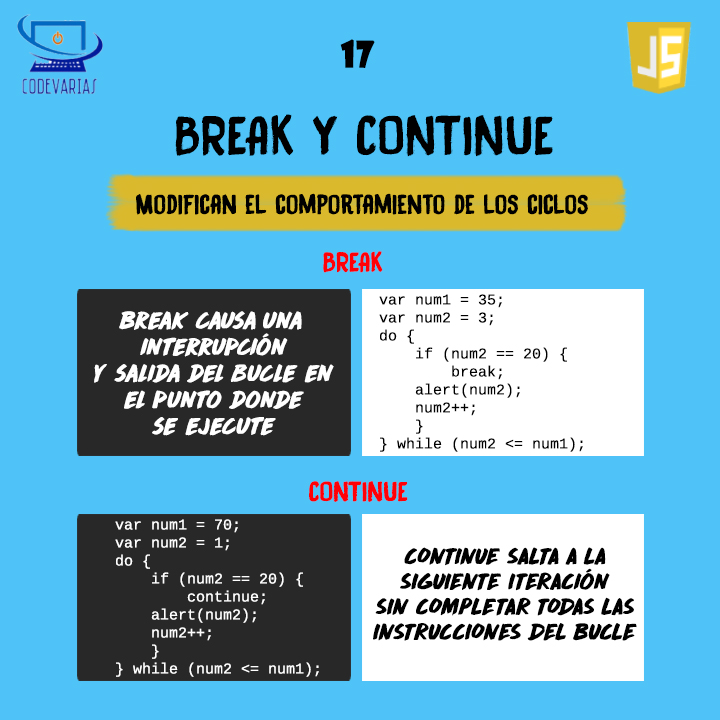 CODEVARIAS
17
JS
BREAK Y CONTINUE
MODIFICAN EL COMPORTAMIENTO DE LOS CICLOS
BREAK
BREAK CAUSA UNA
INTERRUPCIÓN
Y SALIDA DEL BUCLE EN
EL PUNTO DONDE
SE EJECUTE
var num1 = 35;
var num2 = 3;
do {
    if (num2 == 20) {
        break;
    alert(num2);
    num2++;
    }
} while (num2 <= num1);
CONTINUE
var num1 = 70;
var num2 = 1;
do {
    if (num2 == 20) {
        continue;
    alert(num2);
    num2++;
    }
} while (num2 <= num1);
CONTINUE SALTA A LA
SIGUIENTE ITERACIÓN
SIN COMPLETAR TODAS LAS
INSTRUCCIONES DEL BUCLE